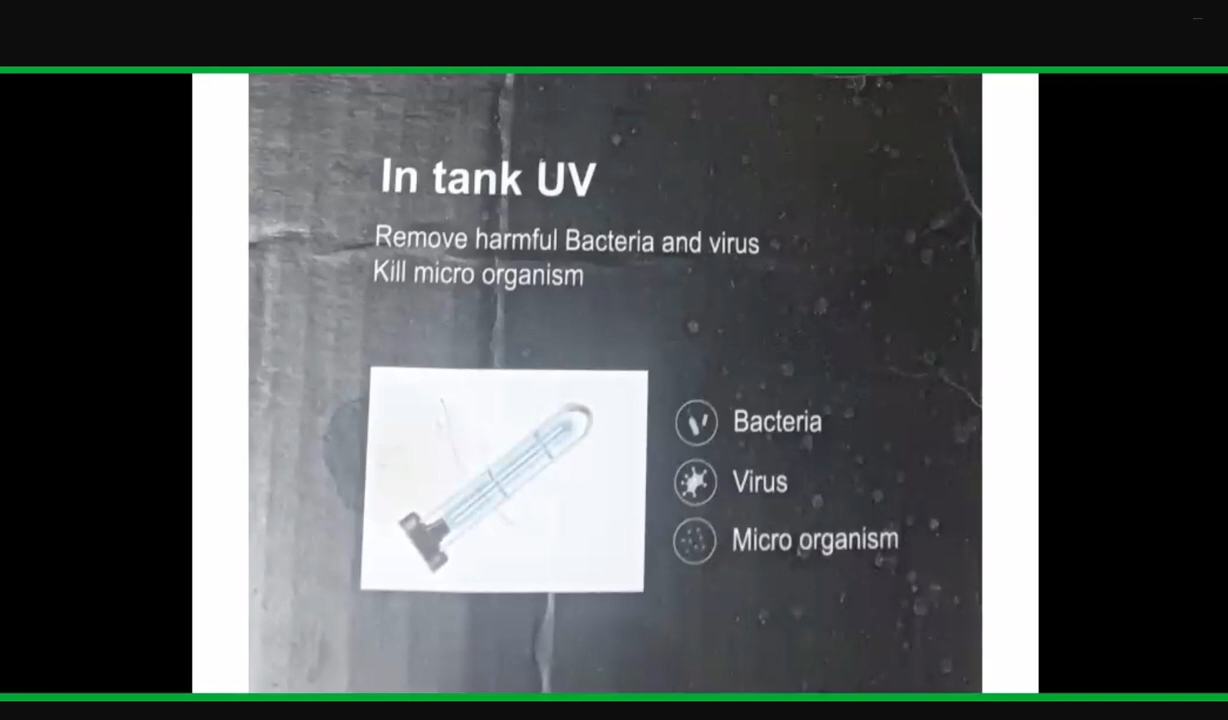 In tank UV
Remove harmful Bacteria and virus
Kill micro organism
Bacteria
Virus
Micro organism